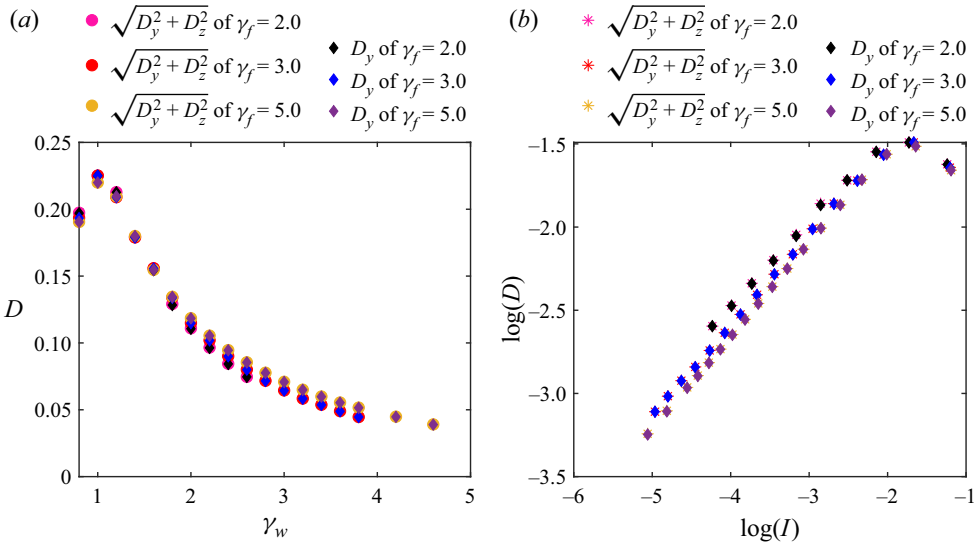 (a)
√(D_y^2 + D_z^2) of γ_f = 2.0
√(D_y^2 + D_z^2) of γ_f = 3.0
√(D_y^2 + D_z^2) of γ_f = 5.0
D_y of γ_f = 2.0
D_y of γ_f = 3.0
D_y of γ_f = 5.0
0.25
0.20
0.15
0.10
0.05
0
D
1 2 3 4 5
γ_w
(b)
√(D_y^2 + D_z^2) of γ_f = 2.0
√(D_y^2 + D_z^2) of γ_f = 3.0
√(D_y^2 + D_z^2) of γ_f = 5.0
D_y of γ_f = 2.0
D_y of γ_f = 3.0
D_y of γ_f = 5.0
−1.5
−2.0
−2.5
−3.0
−3.5
log(D)
−6 −5 −4 −3 −2 −1
log(I)